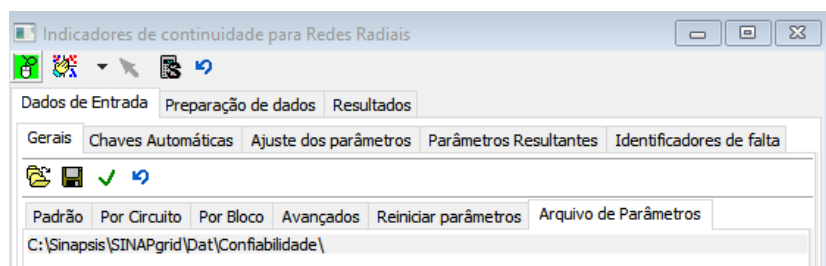 Indicadores de continuidade para Redes Radiais
Dados de Entrada Preparação de dados Resultados
Gerais Chaves Automáticas Ajuste dos parâmetros Parâmetros Resultantes Identificadores de falta
Padrão Por Circuito Por Bloco Avançados Reiniciar parâmetros Arquivo de Parâmetros
C:\Sinapsis\SINAPgrid\Dat\Confiabilidade\